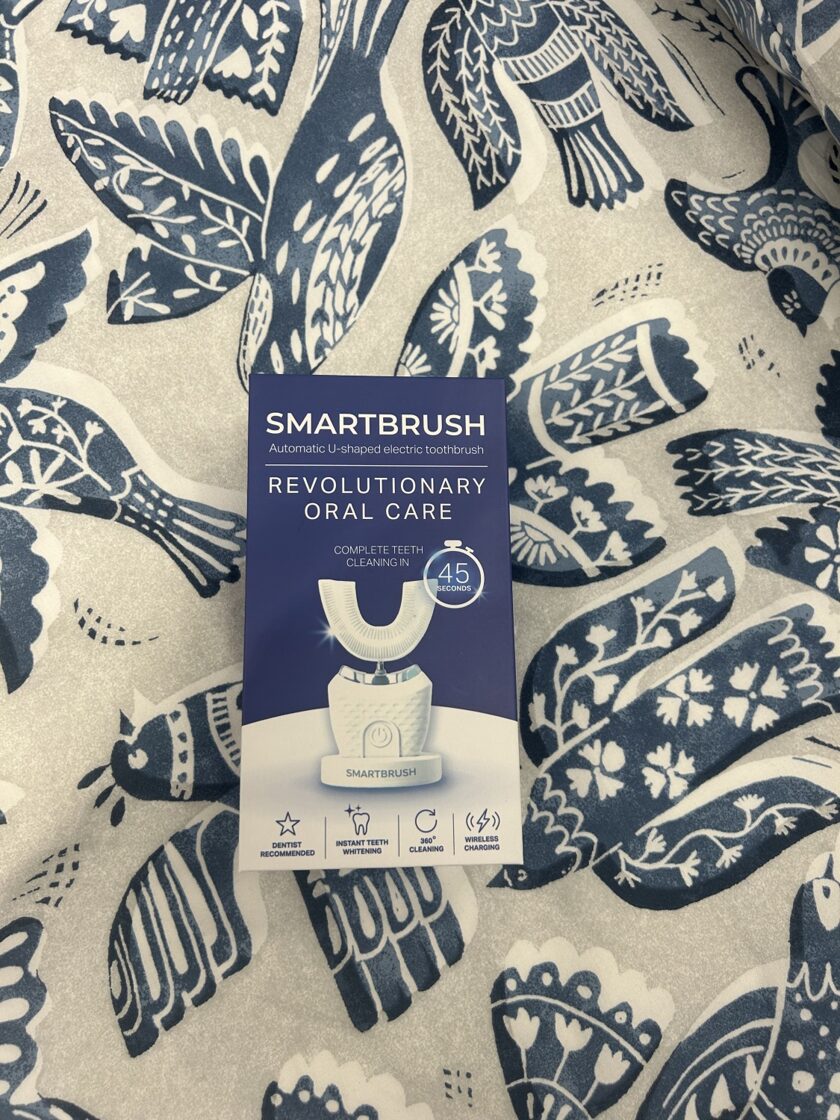 SMARTBRUSH
Automatic U-shaped electric toothbrush
REVOLUTIONARY
ORAL CARE
COMPLETE TEETH
CLEANING IN
45
SECONDS
SMARTBRUSH
DENTIST
RECOMMENDED
INSTANT TEETH
WHITENING
360°
CLEANING
WIRELESS
CHARGING